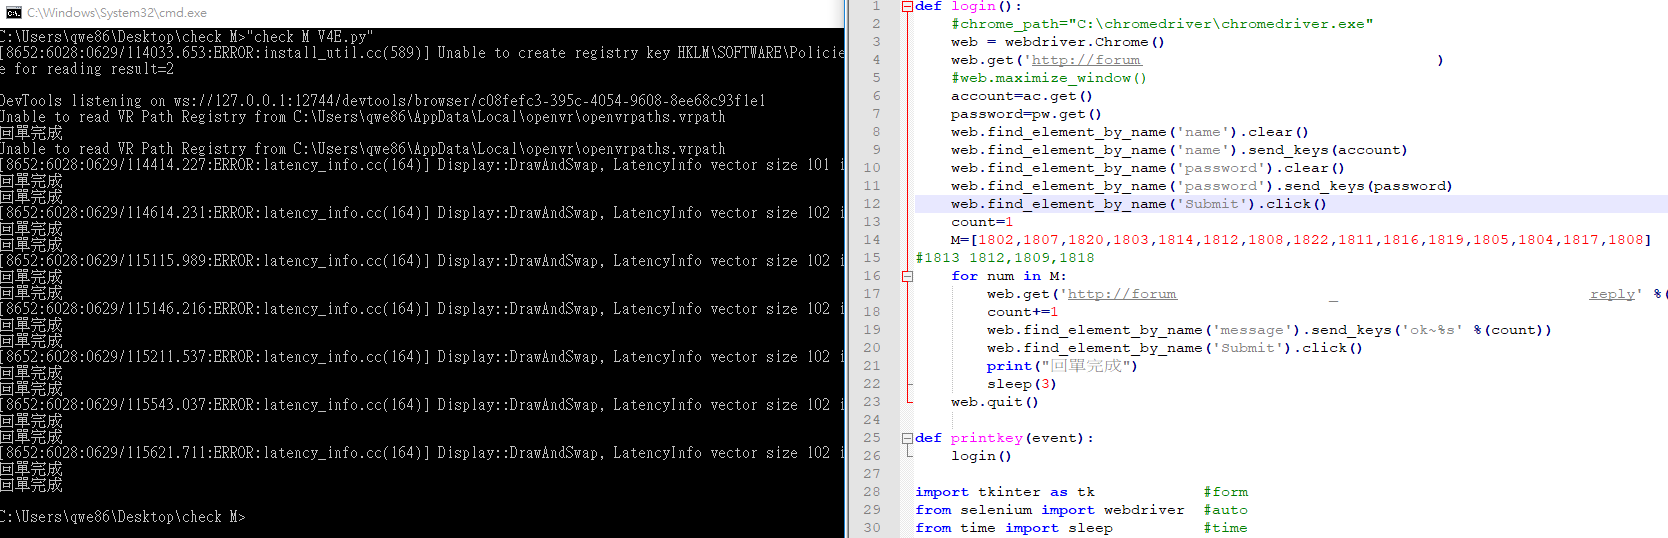 C:\Windows\System32\cmd.exe
C:\Users\qwe86\Desktop\check M>"check M V4E.py"
[8652:6028:0629/114033.653:ERROR:install_util.cc(589)] Unable to create registry key HKLM\SOFTWARE\Policie
e for reading result=2
DevTools listening on ws://127.0.0.1:12744/devtools/browser/c08fefc3-395c-4054-9608-8ee68c93f1e1
Unable to read VR Path Registry from C:\Users\qwe86\AppData\Local\openvr\openvrpaths.vrpath
回單完成
Unable to read VR Path Registry from C:\Users\qwe86\AppData\Local\openvr\openvrpaths.vrpath
[8652:6028:0629/114414.227:ERROR:latency_info.cc(164)] Display::DrawAndSwap, LatencyInfo vector size 101 i
回單完成
回單完成
[8652:6028:0629/114614.231:ERROR:latency_info.cc(164)] Display::DrawAndSwap, LatencyInfo vector size 102 i
回單完成
回單完成
[8652:6028:0629/115115.989:ERROR:latency_info.cc(164)] Display::DrawAndSwap, LatencyInfo vector size 102 i
回單完成
回單完成
[8652:6028:0629/115146.216:ERROR:latency_info.cc(164)] Display::DrawAndSwap, LatencyInfo vector size 102 i
回單完成
回單完成
[8652:6028:0629/115211.537:ERROR:latency_info.cc(164)] Display::DrawAndSwap, LatencyInfo vector size 102 i
回單完成
回單完成
[8652:6028:0629/115543.037:ERROR:latency_info.cc(164)] Display::DrawAndSwap, LatencyInfo vector size 102 i
回單完成
回單完成
[8652:6028:0629/115621.711:ERROR:latency_info.cc(164)] Display::DrawAndSwap, LatencyInfo vector size 102 i
回單完成
回單完成
C:\Users\qwe86\Desktop\check M>
1 def login():
2 #chrome_path="C:\chromedriver\chromedriver.exe"
3 web = webdriver.Chrome()
4 web.get('http://forum )
5 #web.maximize_window()
6 account=ac.get()
7 password=pw.get()
8 web.find_element_by_name('name').clear()
9 web.find_element_by_name('name').send_keys(account)
10 web.find_element_by_name('password').clear()
11 web.find_element_by_name('password').send_keys(password)
12 web.find_element_by_name('Submit').click()
13 count=1
14 M=[1802,1807,1820,1803,1814,1812,1808,1822,1811,1816,1819,1805,1804,1817,1808]
15 #1813 1812,1809,1818
16 for num in M:
17 web.get('http://forum _ reply' %(
18 count+=1
19 web.find_element_by_name('message').send_keys('ok~%s' %(count))
20 web.find_element_by_name('Submit').click()
21 print("回單完成")
22 sleep(3)
23 web.quit()
24
25 def printkey(event):
26 login()
27
28 import tkinter as tk #form
29 from selenium import webdriver #auto
30 from time import sleep #time